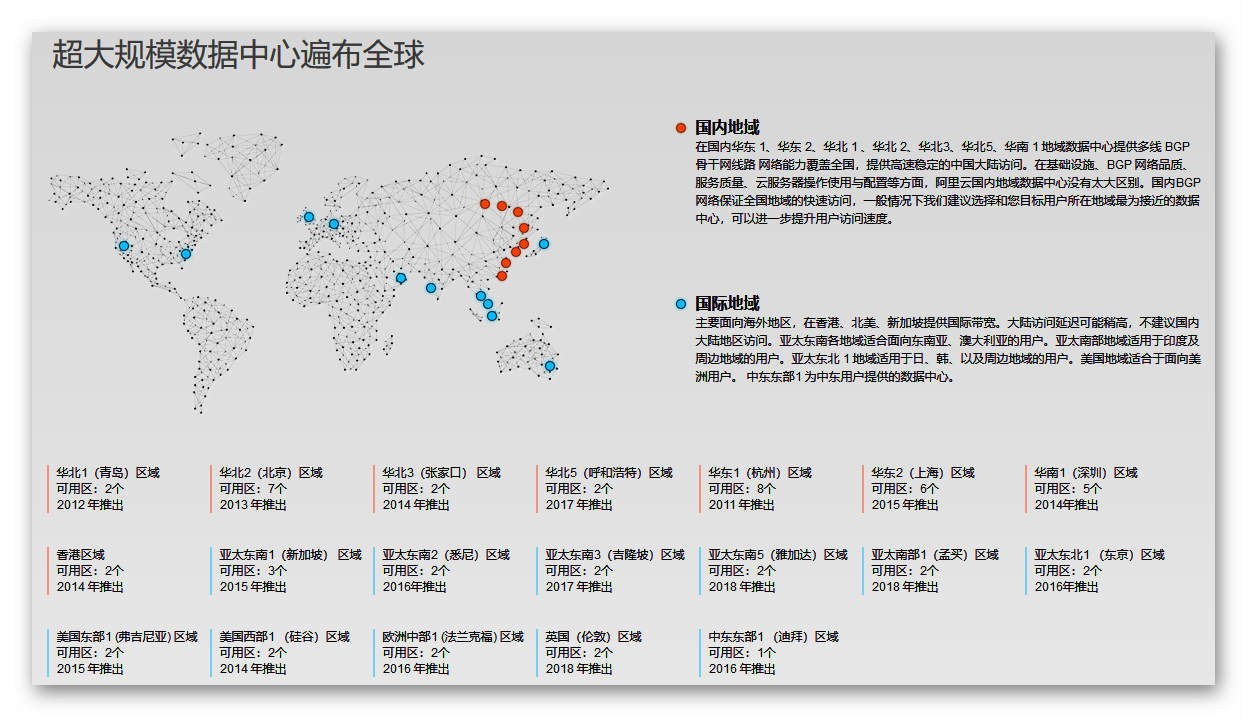 超大规模数据中心遍布全球
国内地域
在国内华东 1、华东 2、华北 1 、华北 2、华北3、华北5、华南 1 地域数据中心提供多线 BGP
骨干网线路 网络能力覆盖全国，提供高速稳定的中国大陆访问。在基础设施、BGP 网络品质、
服务质量、云服务器操作使用与配置等方面，阿里云国内地域数据中心没有太大区别。国内BGP
网络保证全国地域的快速访问，一般情况下我们建议选择和您目标用户所在地域最为接近的数据
中心，可以进一步提升用户访问速度。
国际地域
主要面向海外地区，在香港、北美、新加坡提供国际带宽。大陆访问延迟可能稍高，不建议国内
大陆地区访问。亚太东南各地域适合面向东南亚、澳大利亚的用户。亚太南部地域适用于印度及
周边地域的用户。亚太东北 1 地域适用于日、韩、以及周边地域的用户。美国地域适合于面向美
洲用户。 中东东部1 为中东用户提供的数据中心。
华北1（青岛）区域
可用区：2个
2012 年推出
华北2（北京）区域
可用区：7个
2013 年推出
华北3（张家口） 区域
可用区：2个
2014 年推出
华北5（呼和浩特）区域
可用区：2个
2017 年推出
华东1（杭州）区域
可用区：8个
2011 年推出
华东2（上海）区域
可用区：6个
2015 年推出
华南1（深圳）区域
可用区：5个
2014年推出
香港区域
可用区：2个
2014 年推出
亚太东南1（新加坡） 区域
可用区：3个
2015 年推出
亚太东南2（悉尼）区域
可用区：2个
2016年推出
亚太东南3（吉隆坡）区域
可用区：2个
2017 年推出
亚太东南5（雅加达）区域
可用区：2个
2018 年推出
亚太南部1（孟买）区域
可用区：2个
2018 年推出
亚太东北1 （东京）区域
可用区：2个
2016年推出
美国东部1 (弗吉尼亚) 区域
可用区：2个
2015 年推出
美国西部1 （硅谷）区域
可用区：2个
2014 年推出
欧洲中部1 (法兰克福) 区域
可用区：2个
2016 年推出
英国（伦敦）区域
可用区：2个
2018 年推出
中东东部1 （迪拜）区域
可用区：1个
2016 年推出